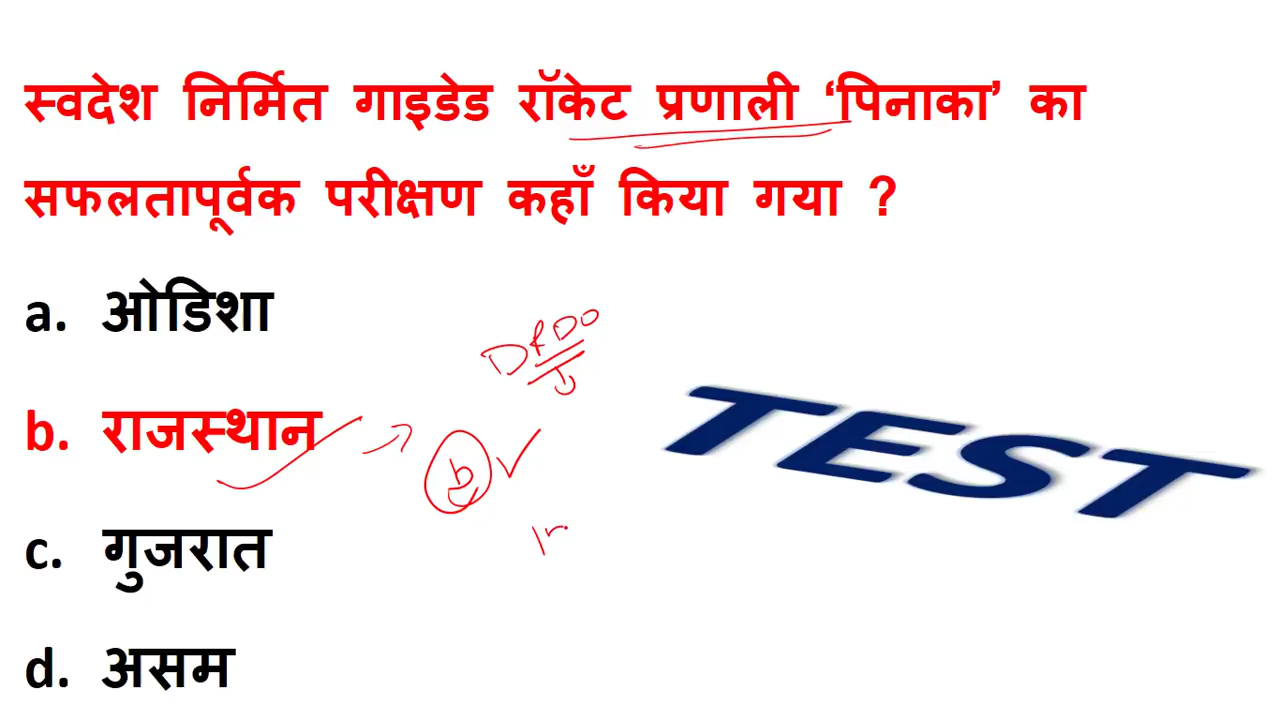 स्वदेश निर्मित गाइडेड रॉकेट प्रणाली ‘पिनाका’ का
सफलतापूर्वक परीक्षण कहाँ किया गया ?
a. ओडिशा
DRDO
b. राजस्थान
b
c. गुजरात
d. असम
TEST